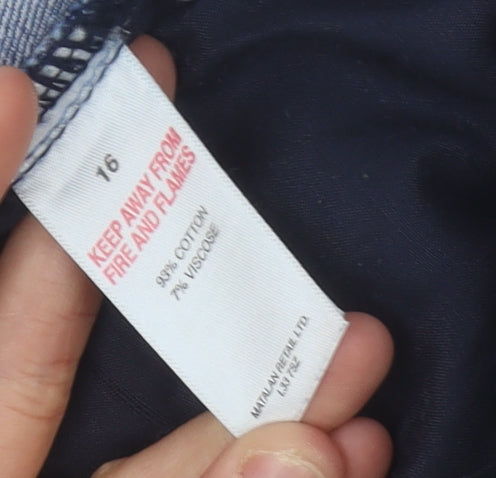 16
KEEP AWAY FROM
FIRE AND FLAMES
93% COTTON
7% VISCOSE
MATALAN RETAIL LTD.
L33 7SZ